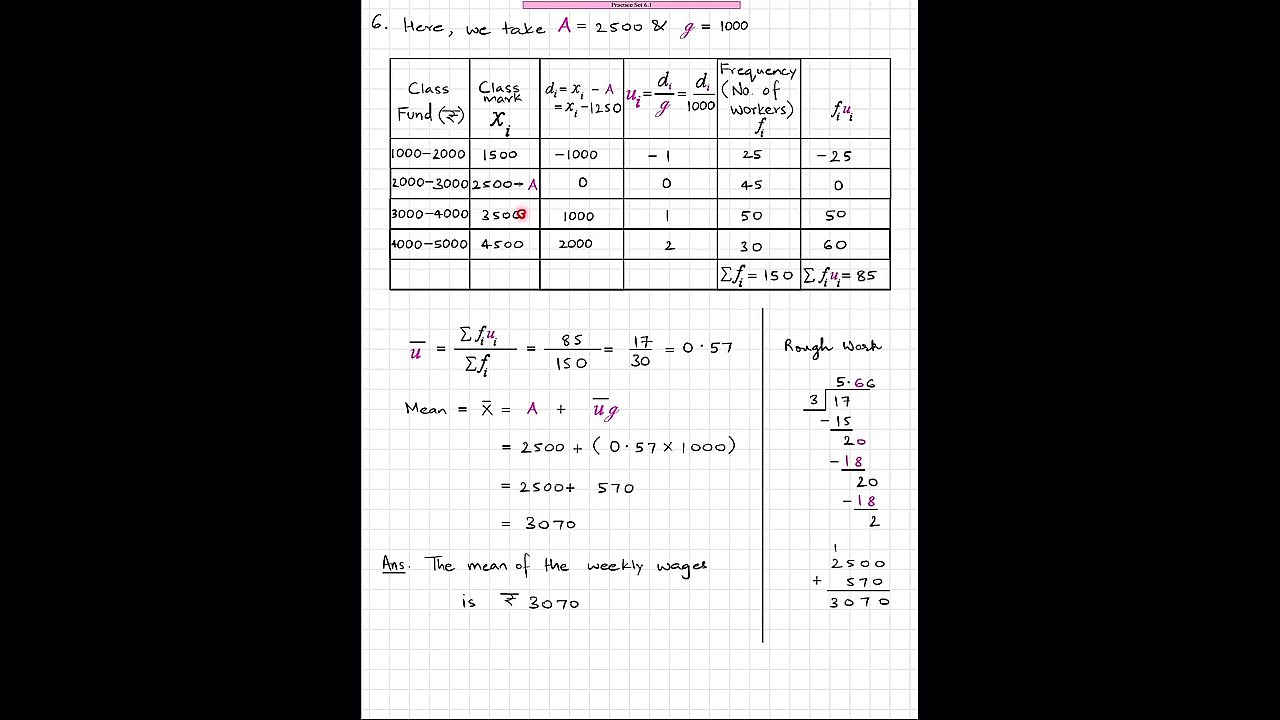 Practice Set 6.1
6. Here, we take A = 2500 & g = 1000
Class Fund (₹) | Class mark xᵢ | dᵢ = xᵢ - A = xᵢ - 1250 | uᵢ = dᵢ/g = dᵢ/1000 | Frequency (No. of workers) fᵢ | fᵢuᵢ
1000-2000 | 1500 | -1000 | -1 | 25 | -25
2000-3000 | 2500→A | 0 | 0 | 45 | 0
3000-4000 | 3500 | 1000 | 1 | 50 | 50
4000-5000 | 4500 | 2000 | 2 | 30 | 60
Σfᵢ = 150 | Σfᵢuᵢ = 85
u̅ = Σfᵢuᵢ/Σfᵢ = 85/150 = 17/30 = 0.57
Mean = X̅ = A + u̅g
= 2500 + (0.57 × 1000)
= 2500 + 570
= 3070
Ans. The mean of the weekly wages
is ₹ 3070
Rough Work
5.66
3 17
-15
20
-18
20
-18
2
1
2500
+ 570
3070